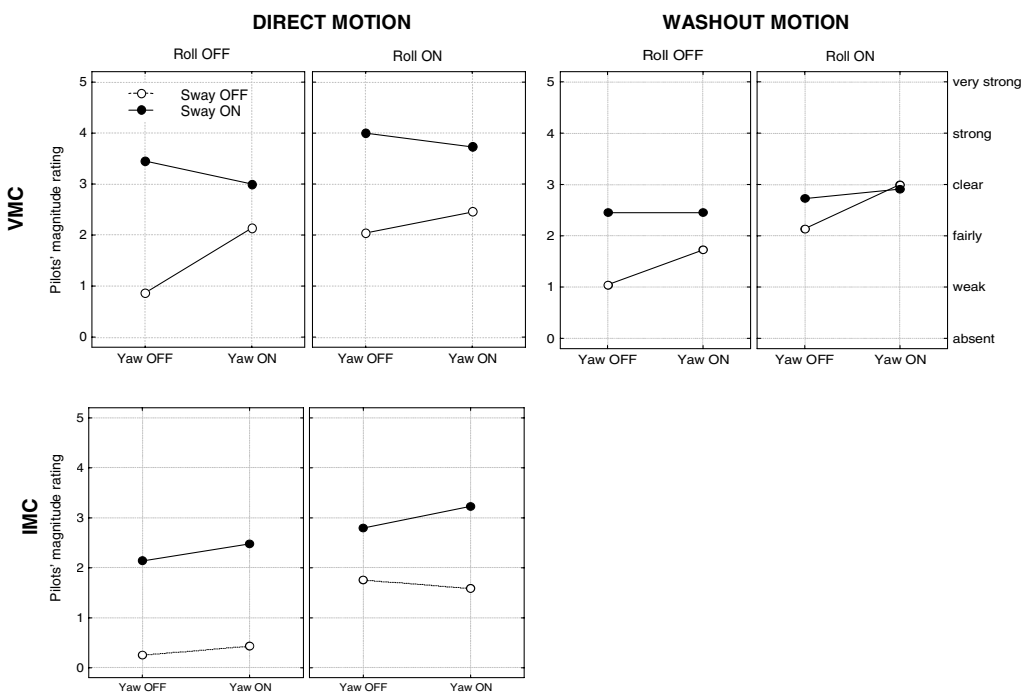 DIRECT MOTION
WASHOUT MOTION
Roll OFF
Roll ON
Roll OFF
Roll ON
VMC
Pilots' magnitude rating
5
4
3
2
1
0
Sway OFF
Sway ON
Yaw OFF
Yaw ON
Yaw OFF
Yaw ON
5
4
3
2
1
0
Yaw OFF
Yaw ON
Yaw OFF
Yaw ON
very strong
strong
clear
fairly
weak
absent
IMC
Pilots' magnitude rating
5
4
3
2
1
0
Yaw OFF
Yaw ON
Yaw OFF
Yaw ON